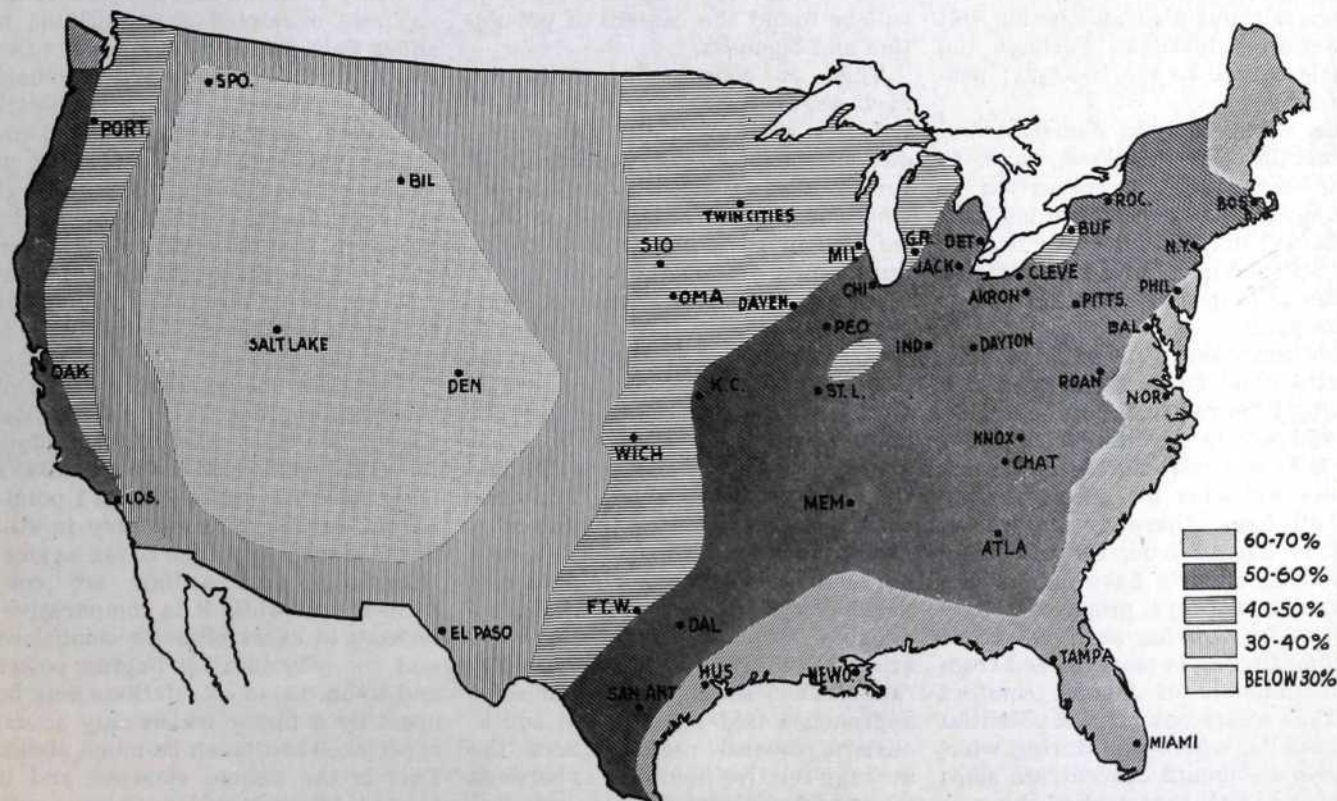 SPO.
PORT.
BIL
TWIN CITIES
SIO
MIL
G.R.
DET
ROC.
BOS
BUF
N.Y.
JACK
OMA
DAVEN
CHI
CLEVE
AKRON
PITTS.
PHIL
BAL
SALT LAKE
PEO
IND
DAYTON
OAK
DEN
K.C.
ST. L.
ROAN
NOR
WICH
KNOX
CHAT
LOS.
MEM
ATLA
60-70%
50-60%
40-50%
30-40%
BELOW 30%
FT. W.
DAL
EL PASO
HUS
NEWO.
TAMPA
SAN ANT
MIAMI